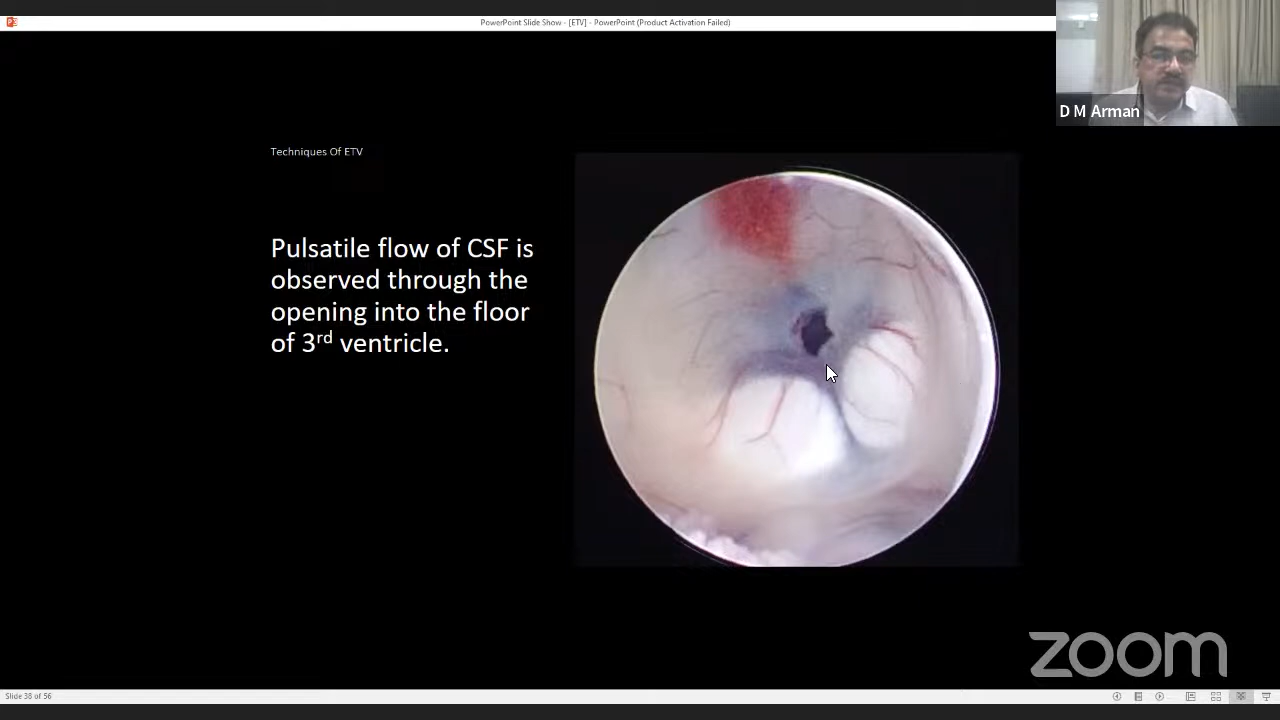 PowerPoint Slide Show - [ETV] - PowerPoint (Product Activation Failed)
D M Arman
Techniques Of ETV
Pulsatile flow of CSF is
observed through the
opening into the floor
of 3rd ventricle.
zoom
Slide 38 of 56